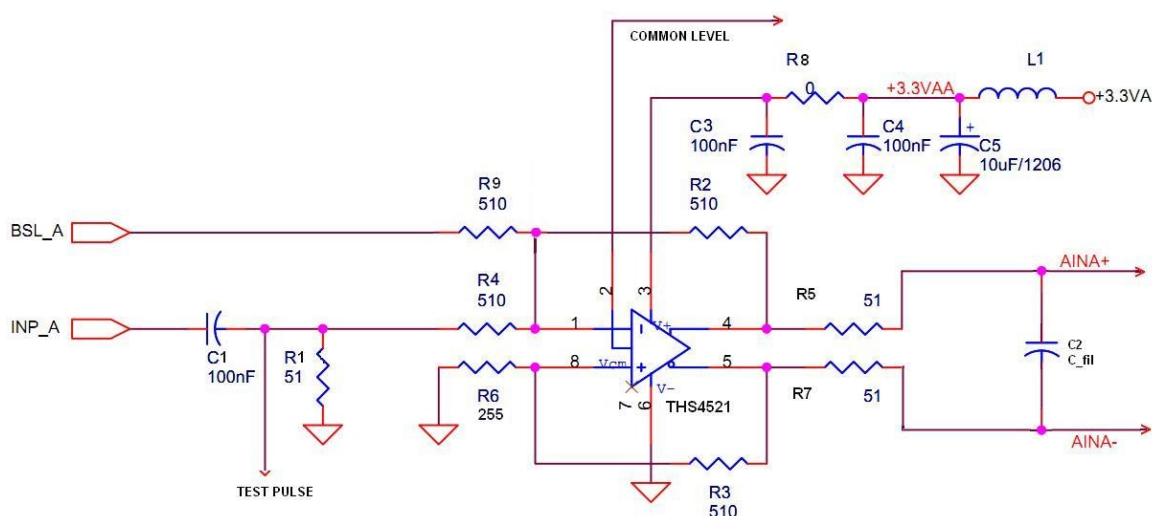 COMMON LEVEL
R8
0
+3.3VAA
L1
+3.3VA
C3
100nF
C4
100nF
+
C5
10uF/1206
BSL_A
R9
510
R2
510
INP_A
C1
100nF
R1
51
R4
510
2
3
1
V+
4
R5
51
AINA+
C2
C_fil
8
Vcm
5
R6
255
7
6
V-
THS4521
R7
51
AINA-
R3
510
TEST PULSE